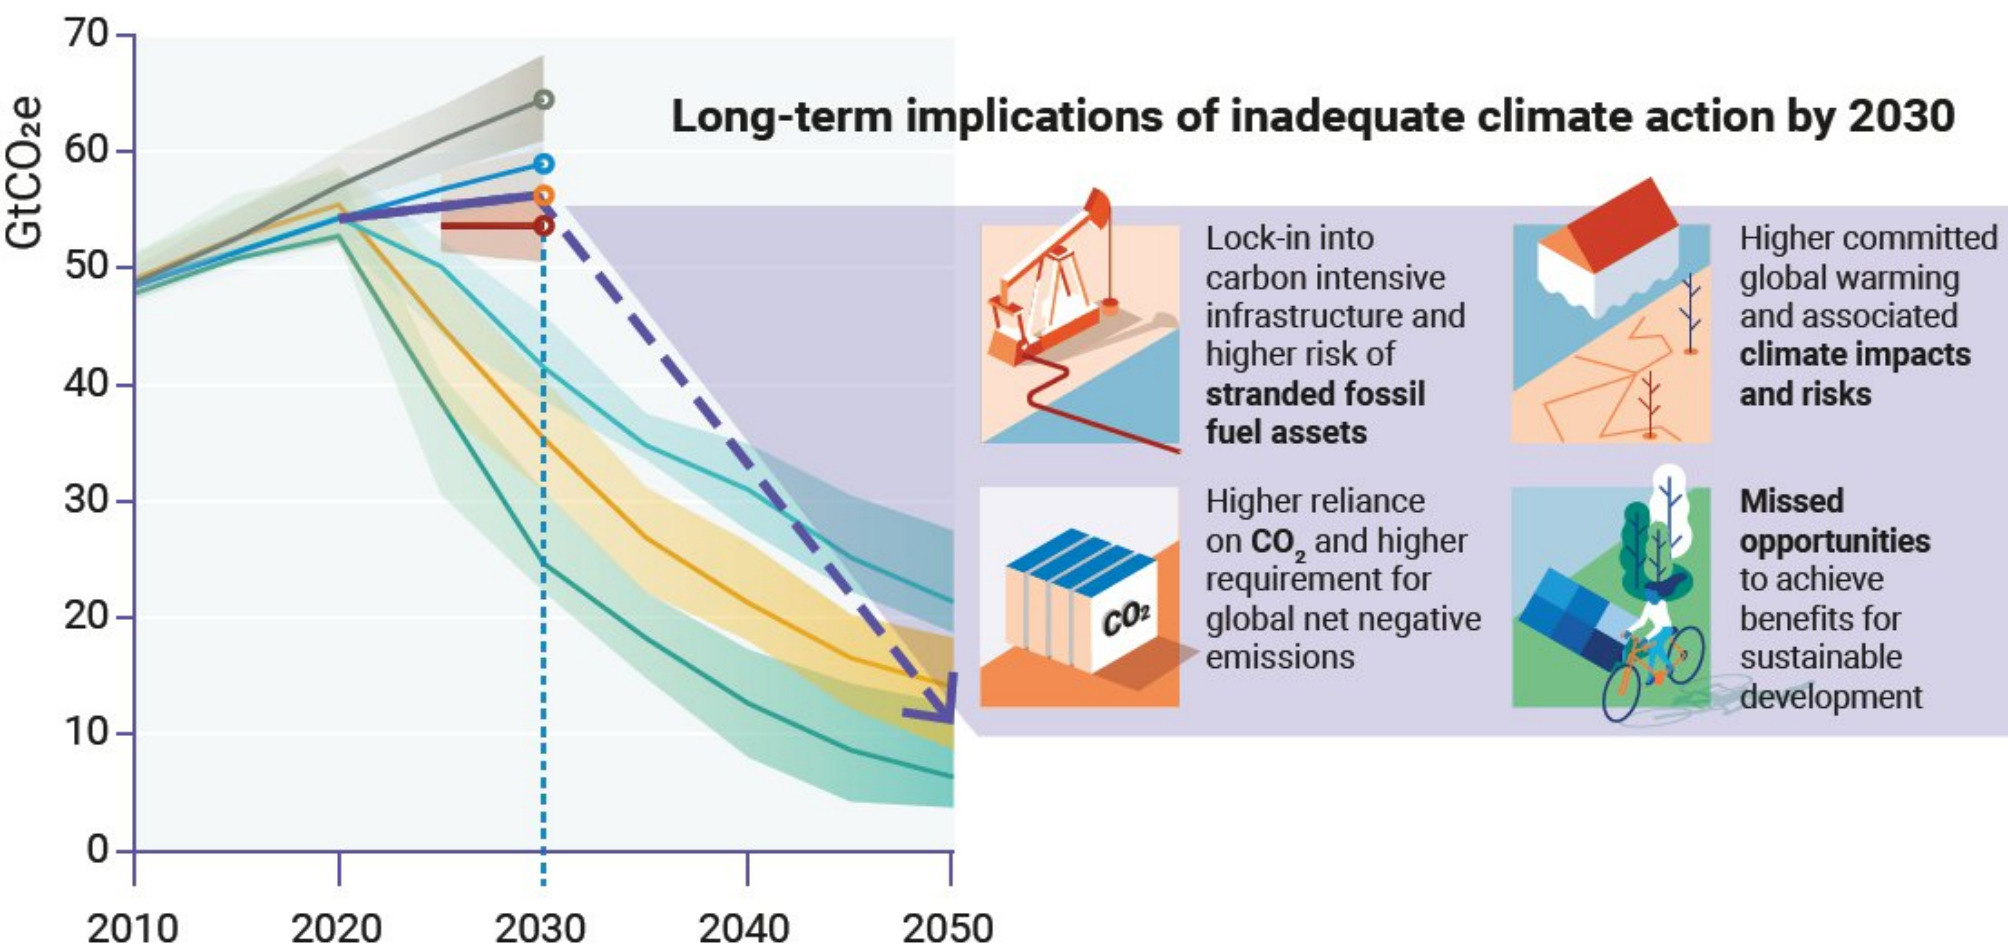 Long-term implications of inadequate climate action by 2030
GtCO₂e
70
60
50
40
30
20
10
0
2010
2020
2030
2040
2050
Lock-in into
carbon intensive
infrastructure and
higher risk of
stranded fossil
fuel assets
Higher committed
global warming
and associated
climate impacts
and risks
CO₂
Higher reliance
on CO₂ and higher
requirement for
global net negative
emissions
Missed
opportunities
to achieve
benefits for
sustainable
development